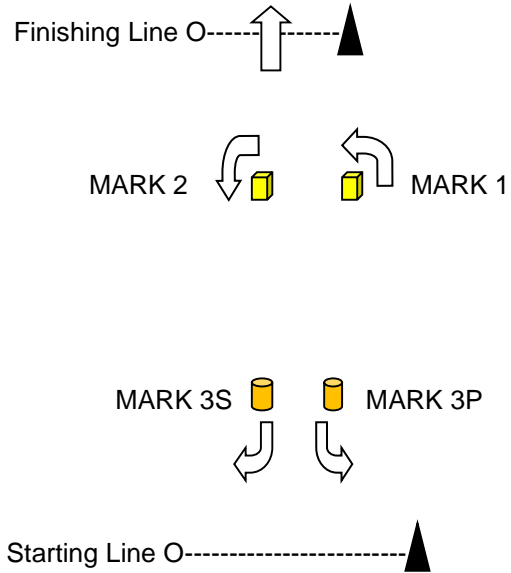 Finishing Line O
MARK 2 MARK 1
MARK 3S MARK 3P
Starting Line O